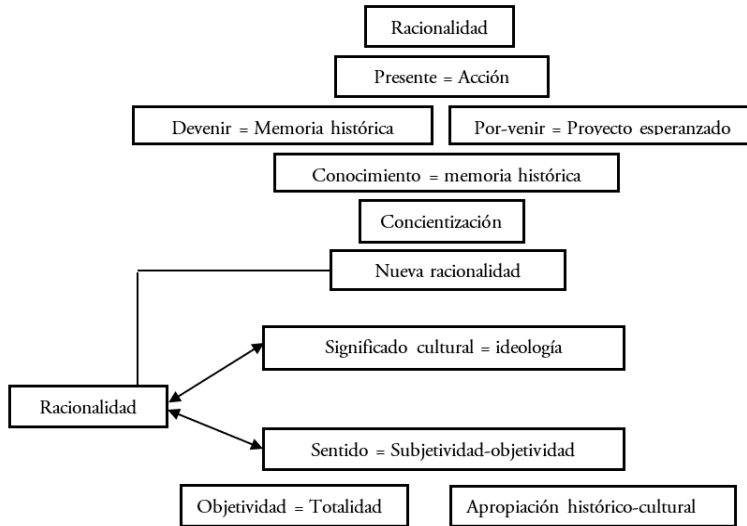 Racionalidad
Presente = Acción
Devenir = Memoria histórica
Por-venir = Proyecto esperanzado
Conocimiento = memoria histórica
Concientización
Nueva racionalidad
Significado cultural = ideología
Racionalidad
Sentido = Subjetividad-objetividad
Objetividad = Totalidad
Apropiación histórico-cultural